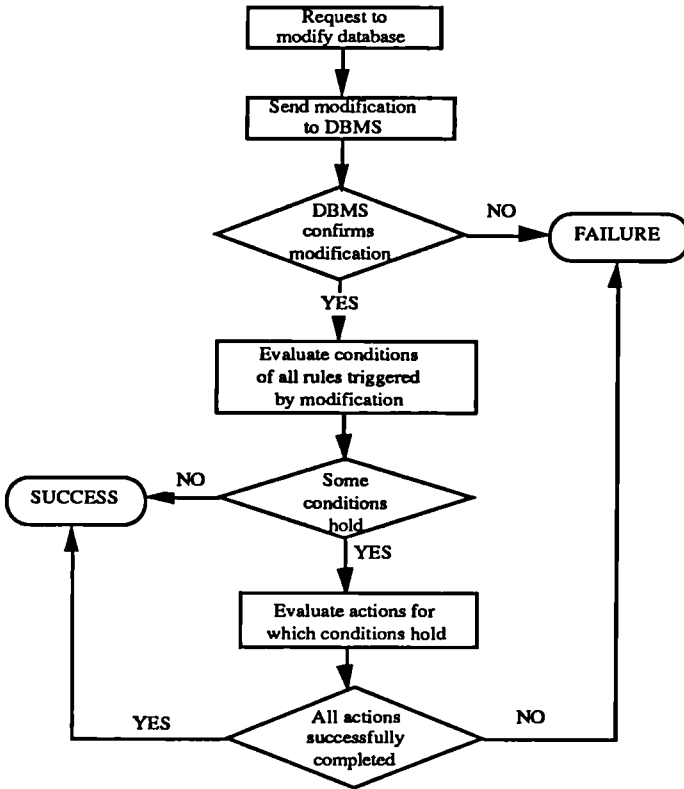 Request to
modify database
Send modification
to DBMS
DBMS
confirms
modification
NO
FAILURE
YES
Evaluate conditions
of all rules triggered
by modification
NO
SUCCESS
Some
conditions
hold
YES
Evaluate actions for
which conditions hold
YES
All actions
successfully
completed
NO